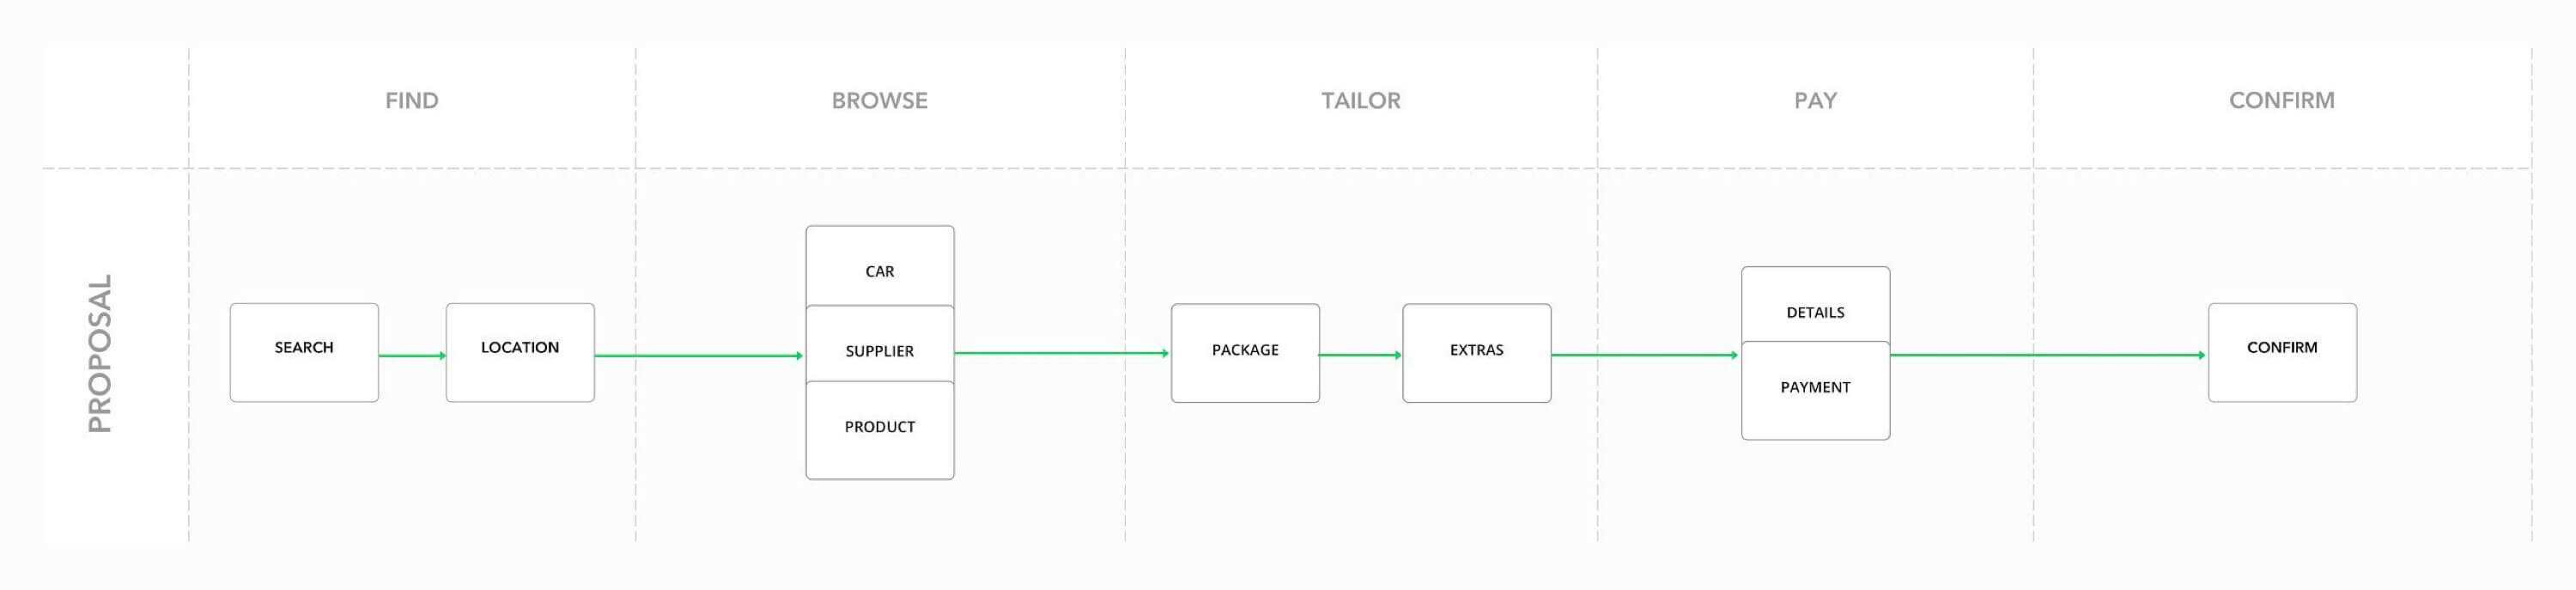 FIND
BROWSE
TAILOR
PAY
CONFIRM
PROPOSAL
SEARCH
LOCATION
CAR
SUPPLIER
PRODUCT
PACKAGE
EXTRAS
DETAILS
PAYMENT
CONFIRM